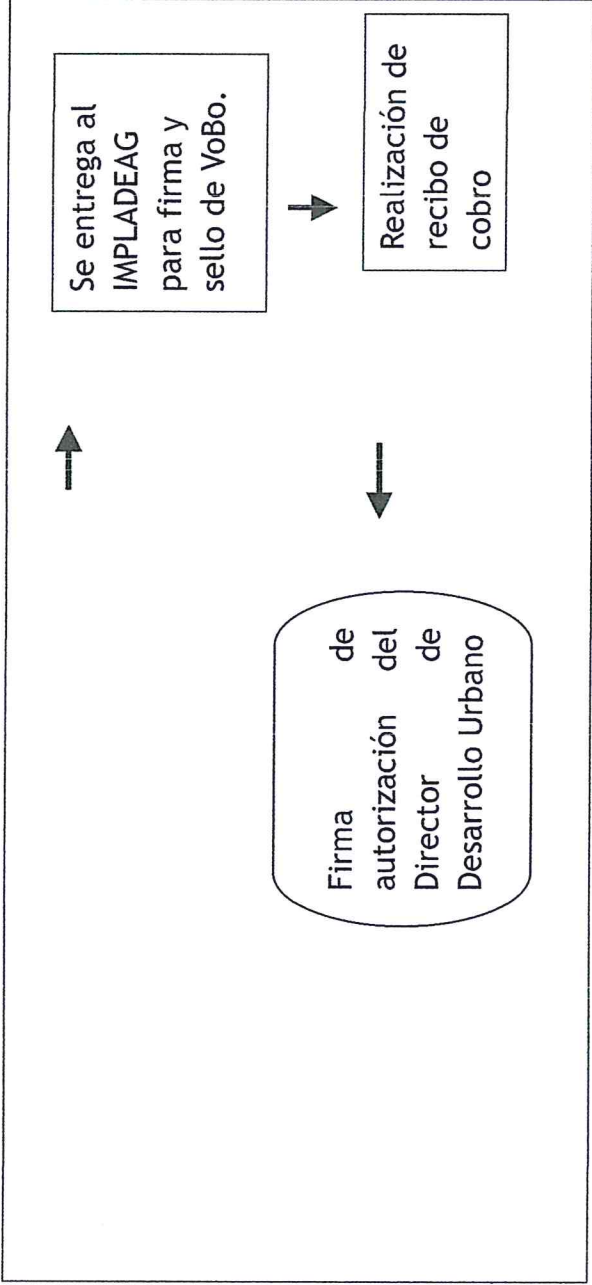 Se entrega al
IMPLADEAG
para firma y
sello de VoBo.
Realización de
recibo de
cobro
Firma de
autorización del
Director de
Desarrollo Urbano